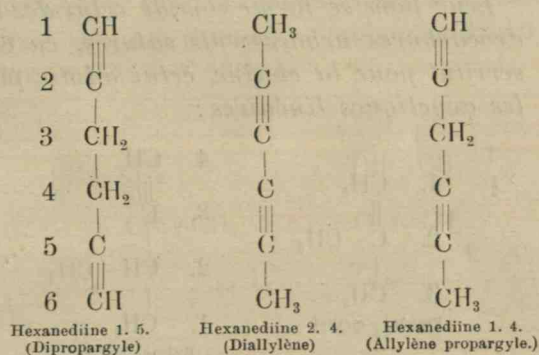 1 CH CH₃ CH
2 C C C
3 CH₂ C CH₂
4 CH₂ C C
5 C C C
6 CH CH₃ CH₃
Hexanediine 1. 5. Hexanediine 2. 4. Hexanediine 1. 4.
(Dipropargyle) (Diallylène) (Allylène propargyle.)